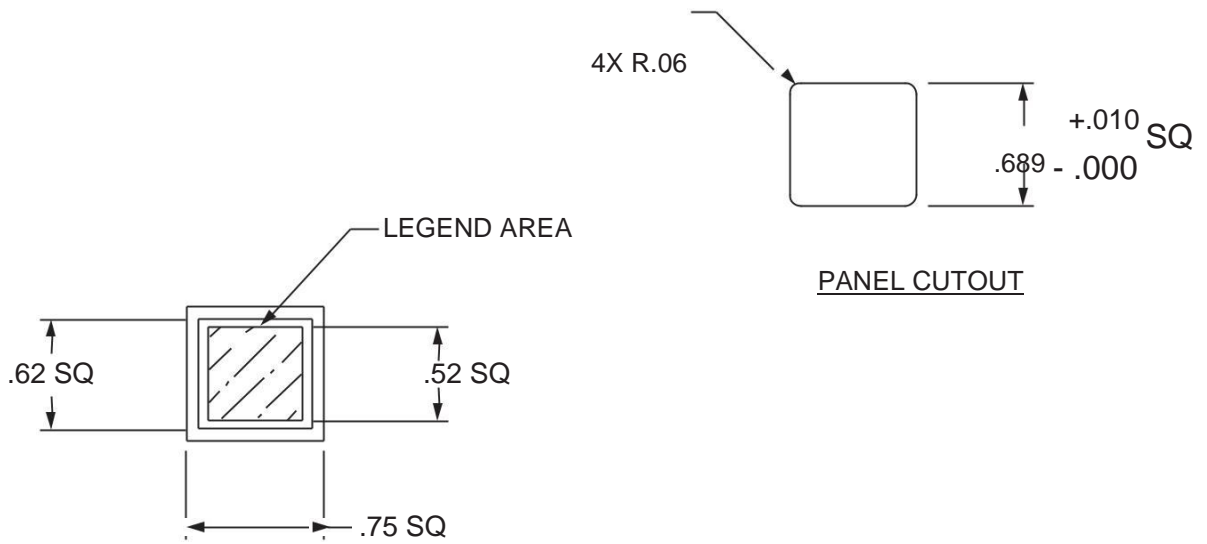 4X R.06
+.010
SQ
.689 - .000
LEGEND AREA
PANEL CUTOUT
.62 SQ
.52 SQ
.75 SQ